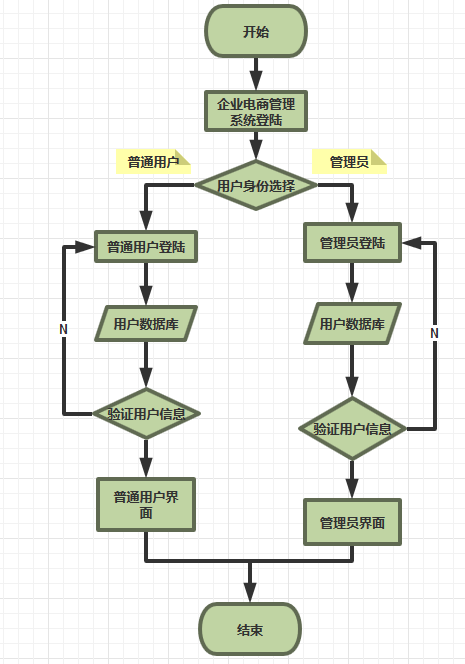 开始
企业电商管理
系统登陆
普通用户
管理员
用户身份选择
普通用户登陆
管理员登陆
用户数据库
用户数据库
N
N
验证用户信息
验证用户信息
普通用户界
面
管理员界面
结束